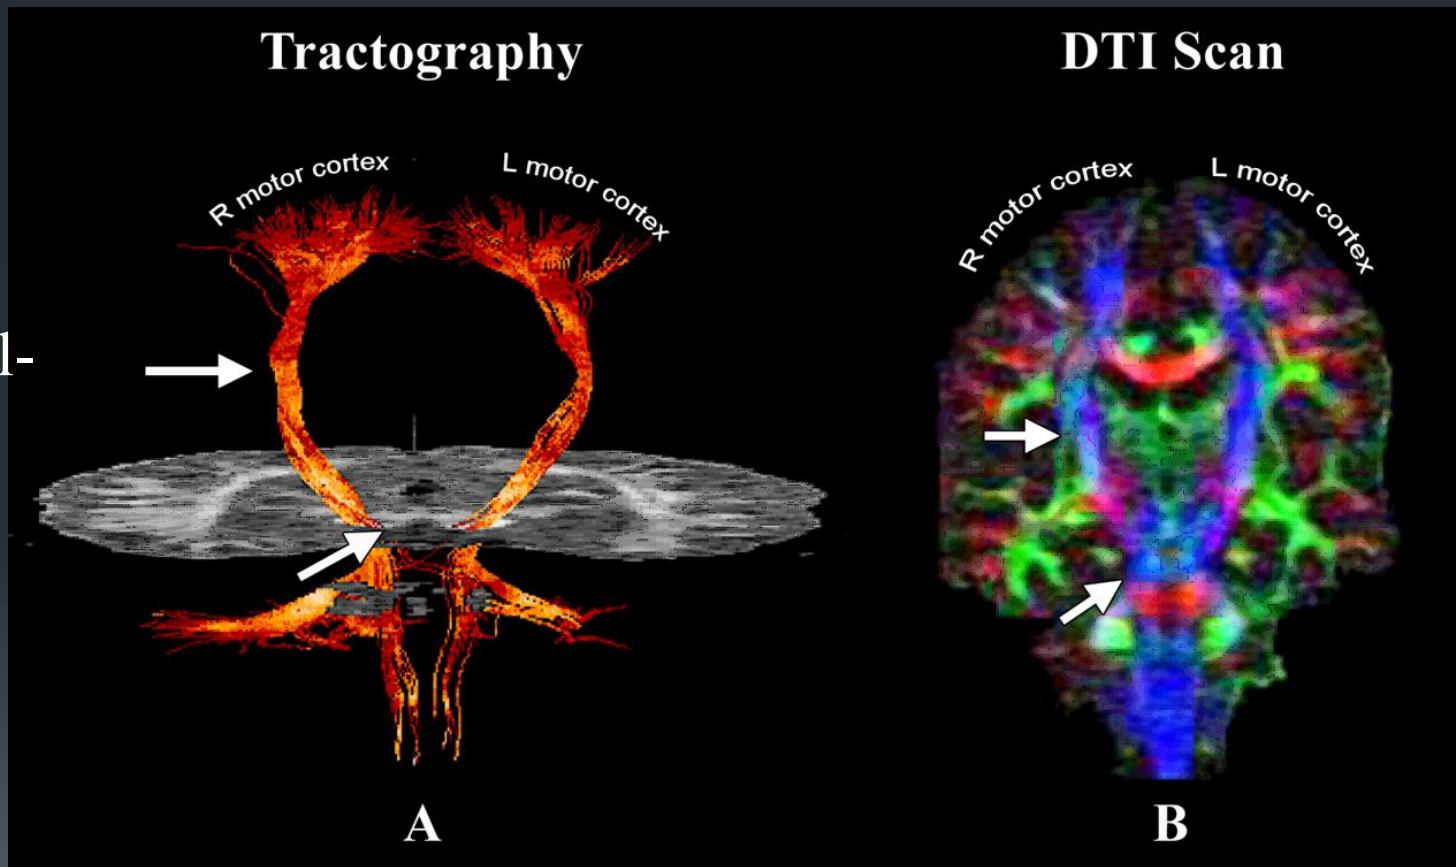 Tractography
DTI Scan
R motor cortex
L motor cortex
R motor cortex
L motor cortex
l-
A
B